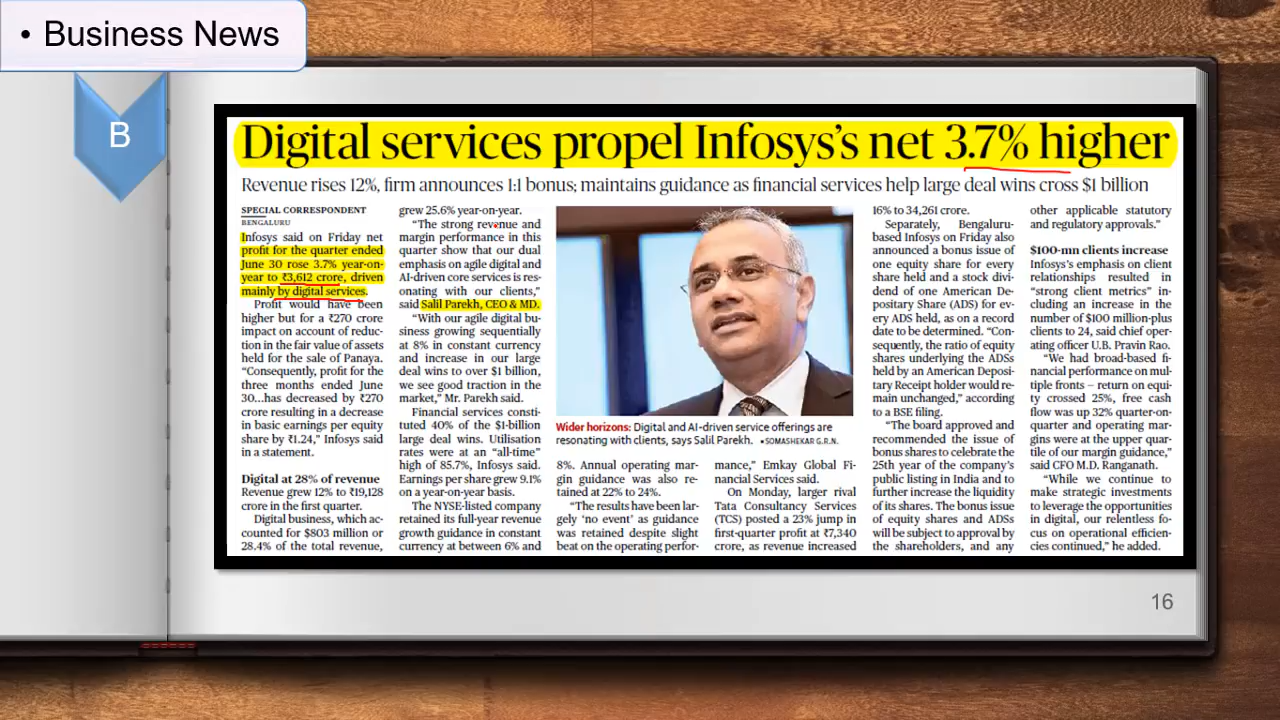 • Business News
B
Digital services propel Infosys's net 3.7% higher
Revenue rises 12%, firm announces 1:1 bonus; maintains guidance as financial services help large deal wins cross $1 billion
SPECIAL CORRESPONDENT
BENGALURU
Infosys said on Friday net
profit for the quarter ended
June 30 rose 3.7% year-on-
year to ₹3,612 crore, driven
mainly by digital services.
Profit would have been
higher but for a ₹270 crore
impact on account of reduc-
tion in the fair value of assets
held for the sale of Panaya.
“Consequently, profit for the
three months ended June
30...has decreased by ₹270
crore resulting in a decrease
in basic earnings per equity
share by ₹1.24,” Infosys said
in a statement.
Digital at 28% of revenue
Revenue grew 12% to ₹19,128
crore in the first quarter.
Digital business, which ac-
counted for $803 million or
28.4% of the total revenue,
grew 25.6% year-on-year.
“The strong revenue and
margin performance in this
quarter show that our dual
emphasis on agile digital and
AI-driven core services is res-
onating with our clients,”
said Salil Parekh, CEO & MD.
“With our agile digital bu-
siness growing sequentially
at 8% in constant currency
and increase in our large
deal wins to over $1 billion,
we see good traction in the
market,” Mr. Parekh said.
Financial services consti-
tuted 40% of the $1-billion
large deal wins. Utilisation
rates were at an “all-time”
high of 85.7%, Infosys said.
Earnings per share grew 9.1%
on a year-on-year basis.
The NYSE-listed company
retained its full-year revenue
growth guidance in constant
currency at between 6% and
Wider horizons: Digital and AI-driven service offerings are
resonating with clients, says Salil Parekh. •SOMASHEKAR G.R.N.
8%. Annual operating mar-
gin guidance was also re-
tained at 22% to 24%.
“The results have been lar-
gely ‘no event’ as guidance
was retained despite slight
beat on the operating perfor-
mance,” Emkay Global Fi-
nancial Services said.
On Monday, larger rival
Tata Consultancy Services
(TCS) posted a 23% jump in
first-quarter profit at ₹7,340
crore, as revenue increased
16% to 34,261 crore.
Separately, Bengaluru-
based Infosys on Friday also
announced a bonus issue of
one equity share for every
share held and a stock divi-
dend of one American De-
positary Share (ADS) for ev-
ery ADS held, as on a record
date to be determined. “Con-
sequently, the ratio of equity
shares underlying the ADSs
held by an American Deposi-
tary Receipt holder would re-
main unchanged,” according
to a BSE filing.
“The board approved and
recommended the issue of
bonus shares to celebrate the
25th year of the company's
public listing in India and to
further increase the liquidity
of its shares. The bonus issue
of equity shares and ADSs
will be subject to approval by
the shareholders, and any
other applicable statutory
and regulatory approvals.”
$100-mn clients increase
Infosys's emphasis on client
relationships resulted in
“strong client metrics” in-
cluding an increase in the
number of $100 million-plus
clients to 24, said chief oper-
ating officer U.B. Pravin Rao.
“We had broad-based fi-
nancial performance on mul-
tiple fronts – return on equi-
ty crossed 25%, free cash
flow was up 32% quarter-on-
quarter and operating mar-
gins were at the upper quar-
tile of our margin guidance,”
said CFO M.D. Ranganath.
“While we continue to
make strategic investments
to leverage the opportunities
in digital, our relentless fo-
cus on operational efficien-
cies continued,” he added.
16